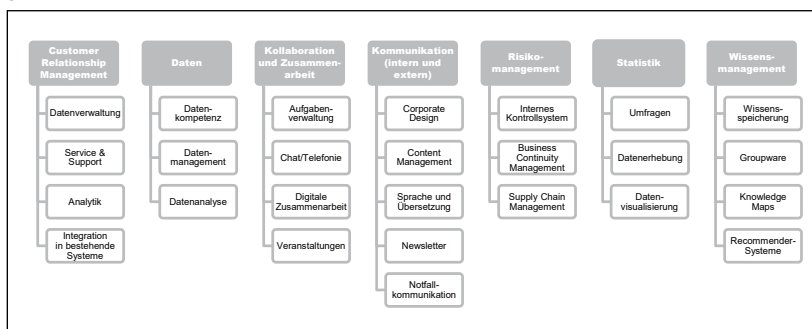 Customer
Relationship
Management
Datenverwaltung
Service &
Support
Analytik
Integration
in bestehende
Systeme
Daten
Daten-
kompetenz
Daten-
management
Datenanalyse
Kollaboration
und Zusammen-
arbeit
Aufgaben-
verwaltung
Chat/Telefonie
Digitale
Zusammenarbeit
Veranstaltungen
Kommunikation
(intern und
extern)
Corporate
Design
Content
Management
Sprache und
Übersetzung
Newsletter
Notfall-
kommunikation
Risiko-
management
Internes
Kontrollsystem
Business
Continuity
Management
Supply Chain
Management
Statistik
Umfragen
Datenerhebung
Daten-
visualisierung
Wissens-
management
Wissens-
speicherung
Groupware
Knowledge
Maps
Recommender-
Systeme